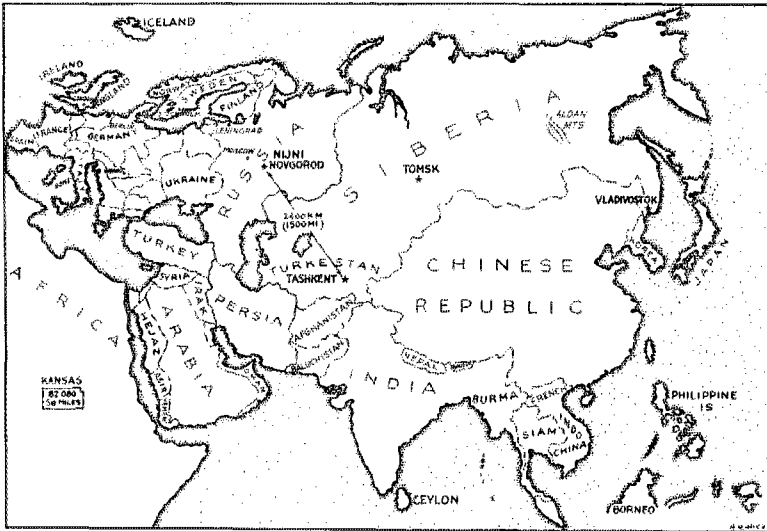 ICELAND
IRELAND
ENGLAND
NORWAY
SWEDEN
FINLAND
LENINGRAD
SPAIN
FRANCE
GERMANY
BERLIN
MOSCOW
NIJNI
NOVGOROD
RUSSIA
UKRAINE
SIBERIA
ALDAN
MTS
TOMSK
VLADIVOSTOK
2400 KM
(1500 MI)
TURKESTAN
TASHKENT
TURKEY
SYRIA
IRAK
PERSIA
AFGHANISTAN
CHINESE
REPUBLIC
KOREA
JAPAN
AFRICA
HEJAZ
ARABIA
OMAN
NEPAL
INDIA
BURMA
FRENCH
INDO
CHINA
SIAM
PHILIPPINE
IS
KANSAS
82 080
SQ MILES
CEYLON
BORNEO